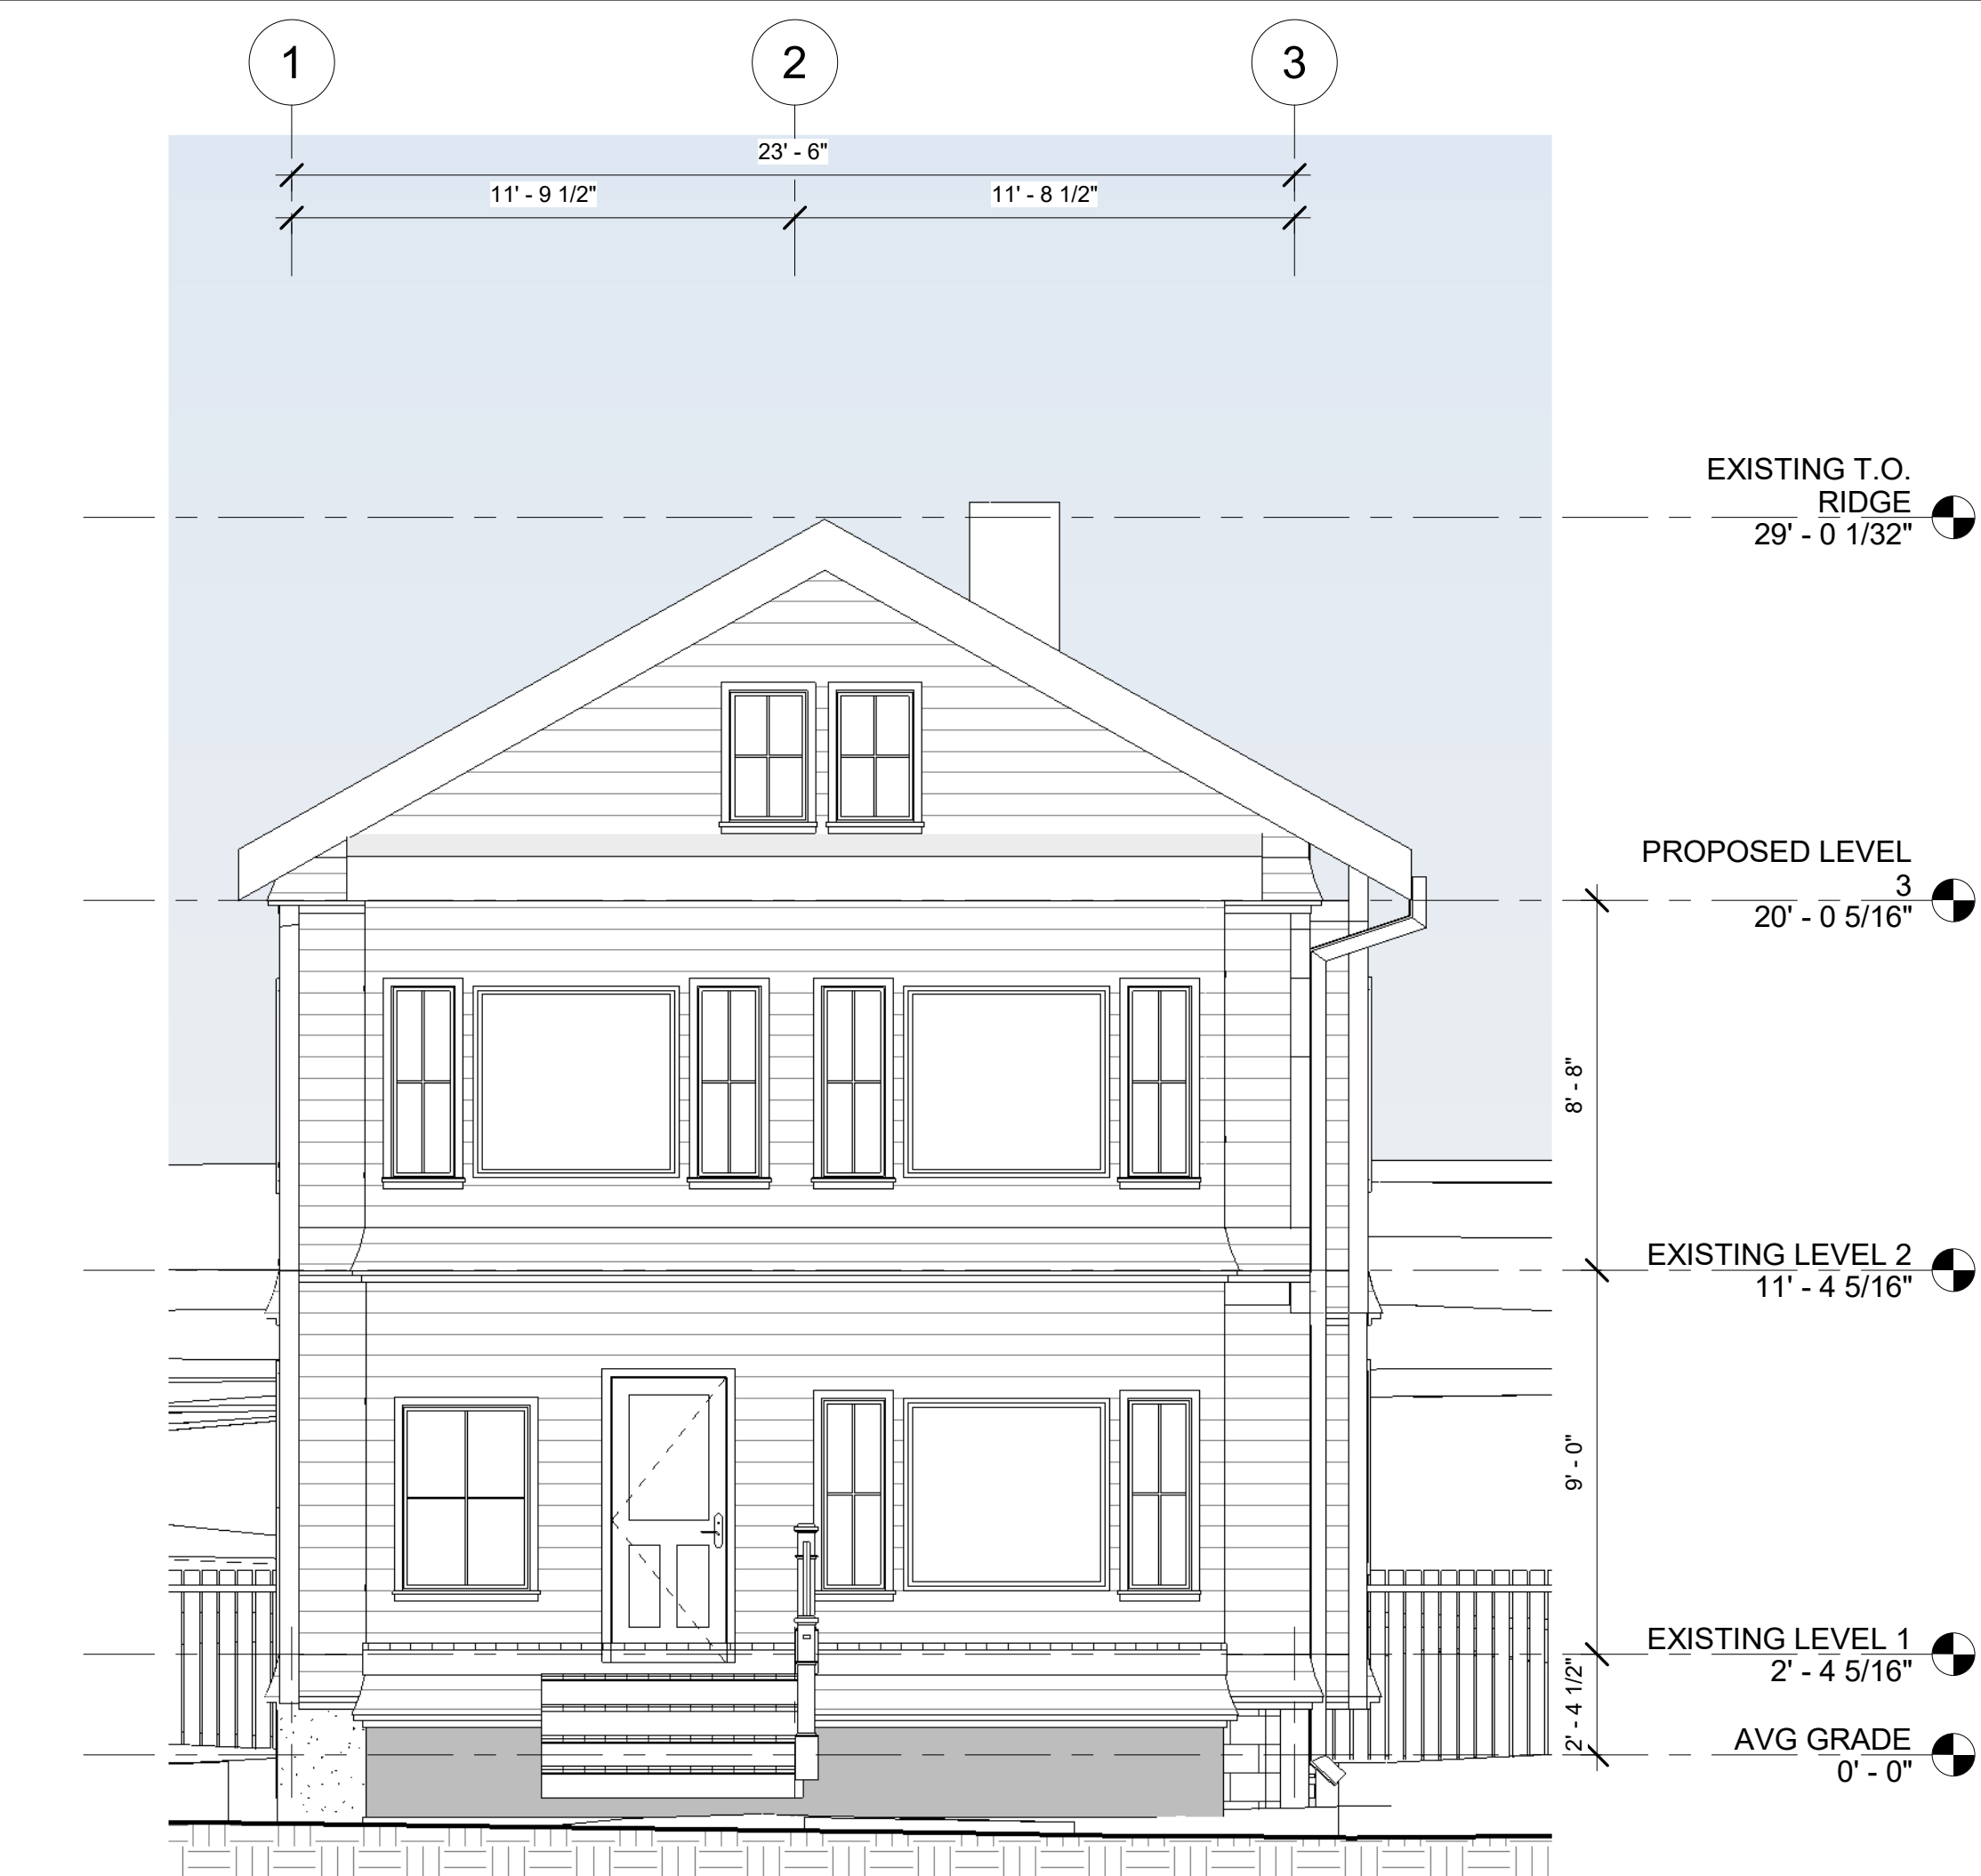 1
2
3
23' - 6"
11' - 9 1/2"
11' - 8 1/2"
EXISTING T.O.
RIDGE
29' - 0 1/32"
PROPOSED LEVEL
3
20' - 0 5/16"
8' - 8"
EXISTING LEVEL 2
11' - 4 5/16"
9' - 0"
EXISTING LEVEL 1
2' - 4 5/16"
2' - 4 1/2"
AVG GRADE
0' - 0"